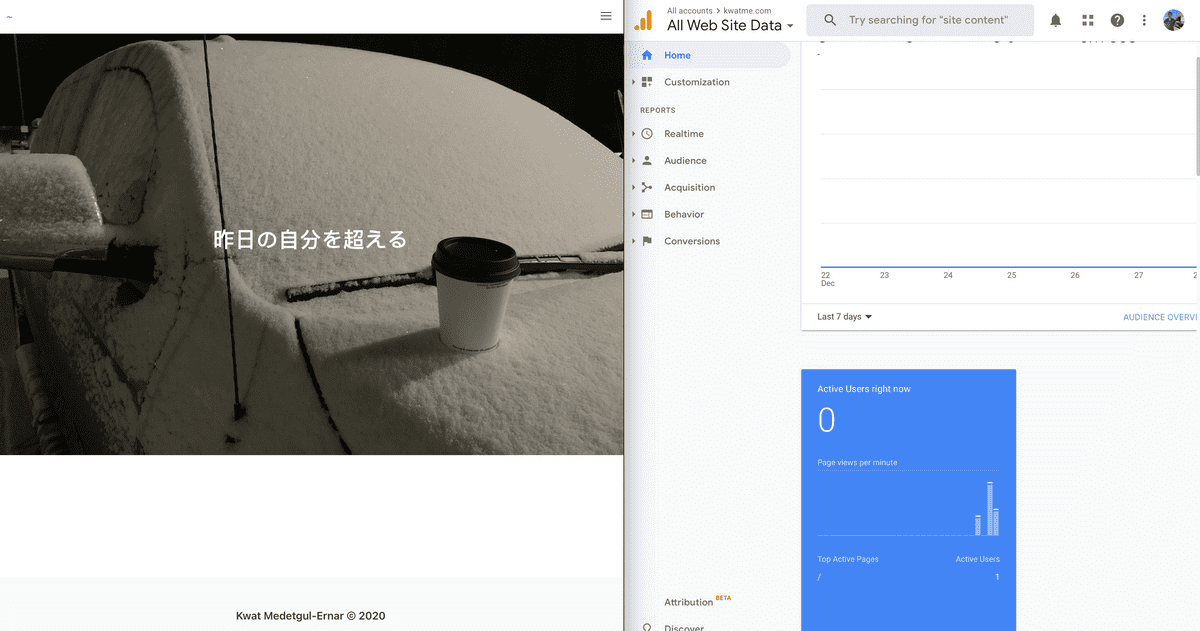 ~
昨日の自分を超える
Kwat Medetgul-Ernar © 2020
All accounts > kwatme.com
All Web Site Data
Try searching for "site content"
Home
Customization
REPORTS
Realtime
Audience
Acquisition
Behavior
Conversions
Attribution BETA
Discover
22 23 24 25 26 27
Dec
Last 7 days
AUDIENCE OVERVI
Active Users right now
0
Page views per minute
Top Active Pages Active Users
/ 1